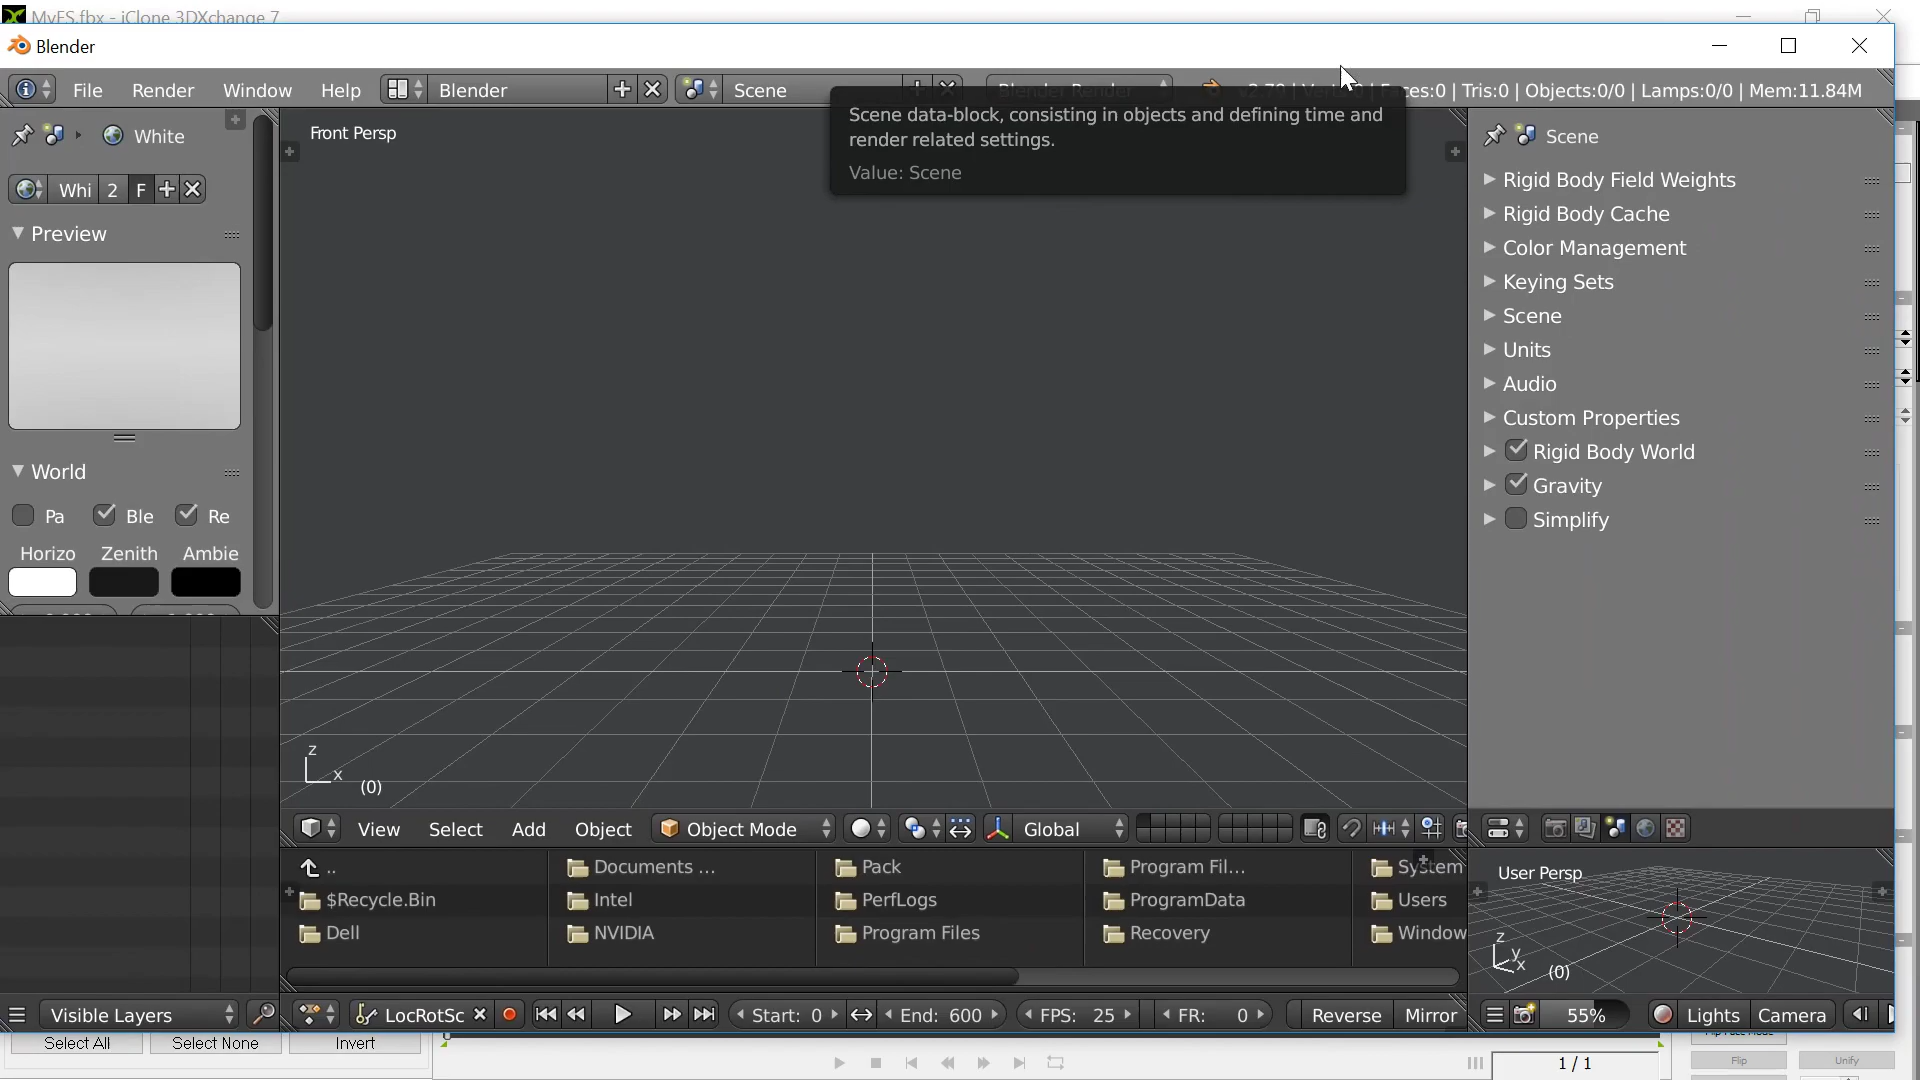 MyFS.fbx - iClone 3DXchange 7
Blender
File Render Window Help Blender Scene Blender Render
Faces:0 | Tris:0 | Objects:0/0 | Lamps:0/0 | Mem:11.84M
Scene data-block, consisting in objects and defining time and
render related settings.
Value: Scene
White
Whi 2 F
Preview
World
Pa Ble Re
Horizo Zenith Ambie
Front Persp
z
x
(0)
View Select Add Object Object Mode Global
Scene
Rigid Body Field Weights
Rigid Body Cache
Color Management
Keying Sets
Scene
Units
Audio
Custom Properties
Rigid Body World
Gravity
Simplify
.. Documents ... Pack Program Fil... System
$Recycle.Bin Intel PerfLogs ProgramData Users
Dell NVIDIA Program Files Recovery Window
User Persp
z
y
x
(0)
Visible Layers
LocRotSc Start: 0 End: 600 FPS: 25 FR: 0 Reverse Mirror
55% Lights Camera
Select All Select None Invert
1 / 1
Flip Unify